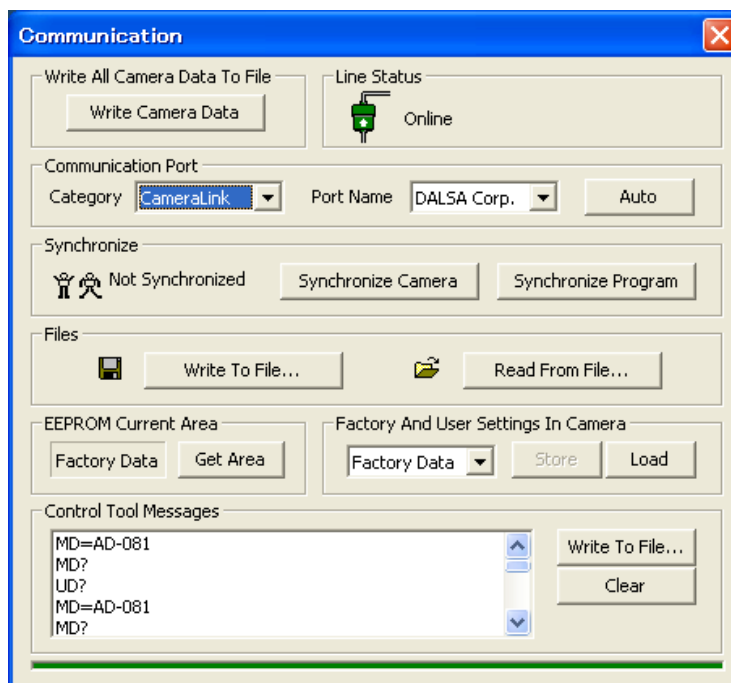 Communication
Write All Camera Data To File
Line Status
Write Camera Data
Online
Communication Port
Category CameraLink Port Name DALSA Corp. Auto
Synchronize
Not Synchronized Synchronize Camera Synchronize Program
Files
Write To File... Read From File...
EEPROM Current Area
Factory And User Settings In Camera
Factory Data Get Area
Factory Data Store Load
Control Tool Messages
MD=AD-081
MD?
UD?
MD=AD-081
MD?
Write To File...
Clear